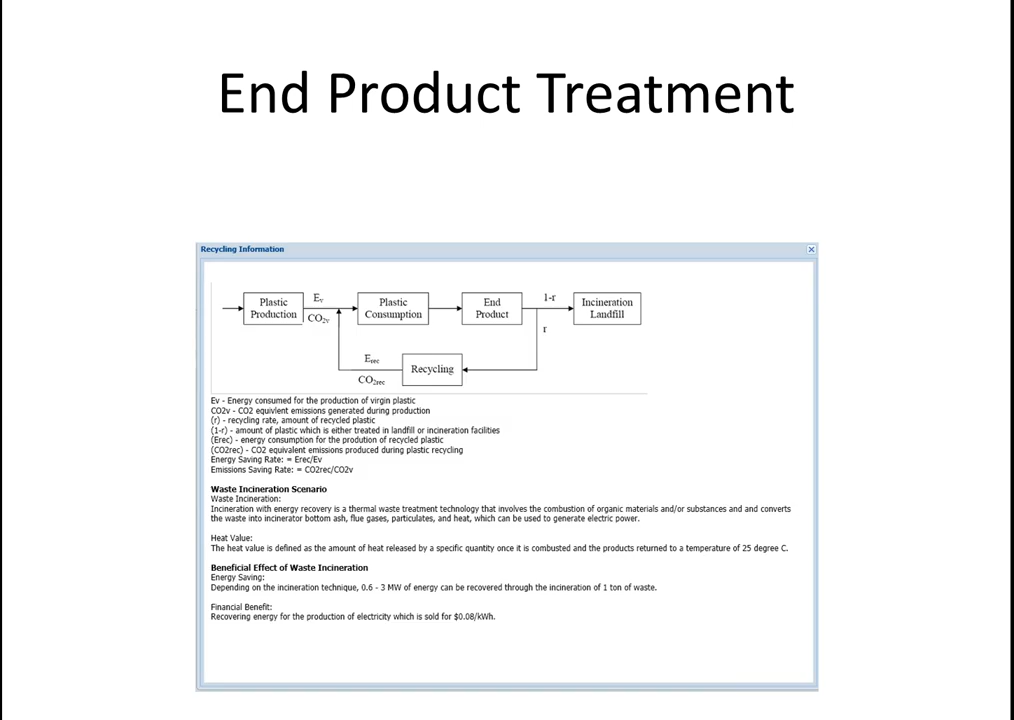 End Product Treatment
Recycling Information
Plastic
Production
Ev
CO2v
Plastic
Consumption
End
Product
1-r
r
Incineration
Landfill
Erec
CO2rec
Recycling
Ev - Energy consumed for the production of virgin plastic
CO2v - CO2 equivlent emissions generated during production
(r) - recycling rate, amount of recycled plastic
(1-r) - amount of plastic which is either treated in landfill or incineration facilities
(Erec) - energy consumption for the prodution of recycled plastic
(CO2rec) - CO2 equivalent emissions produced during plastic recycling
Energy Saving Rate: = Erec/Ev
Emissions Saving Rate: = CO2rec/CO2v
Waste Incineration Scenario
Waste Incineration:
Incineration with energy recovery is a thermal waste treatment technology that involves the combustion of organic materials and/or substances and and converts
the waste into incinerator bottom ash, flue gases, particulates, and heat, which can be used to generate electric power.
Heat Value:
The heat value is defined as the amount of heat released by a specific quantity once it is combusted and the products returned to a temperature of 25 degree C.
Beneficial Effect of Waste Incineration
Energy Saving:
Depending on the incineration technique, 0.6 - 3 MW of energy can be recovered through the incineration of 1 ton of waste.
Financial Benefit:
Recovering energy for the production of electricity which is sold for $0.08/kWh.